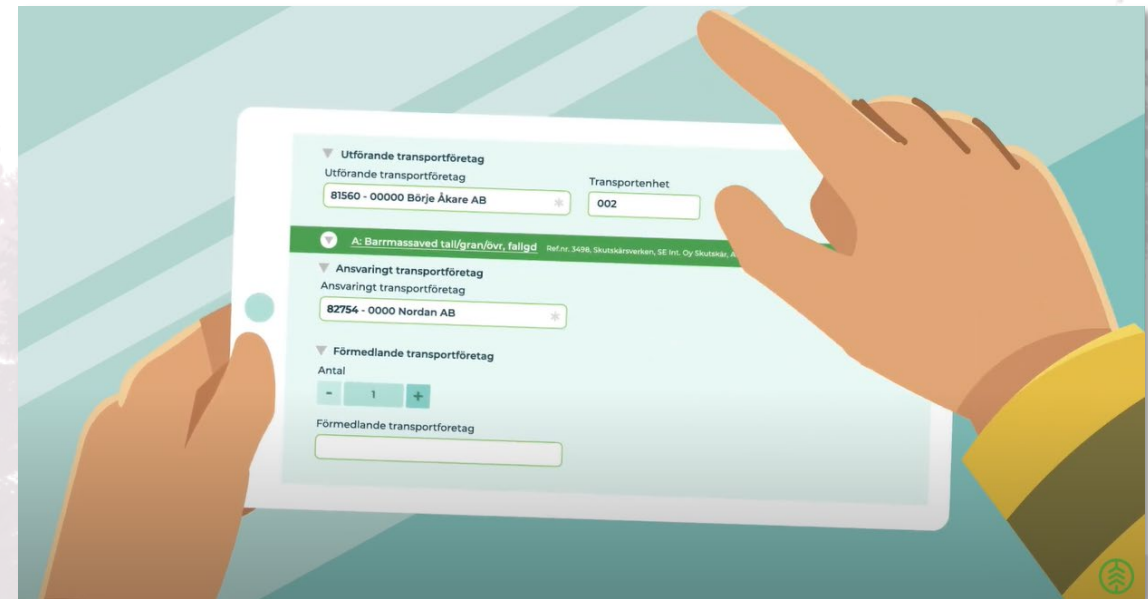 Utförande transportföretag
Utförande transportföretag
Transportenhet
81560 - 00000 Börje Åkare AB *
002
A: Barrmassaved tall/gran/övr, fallgd Ref.nr. 3498, Skutskärsverken, SE Int. Oy Skutskär, A
Ansvaringt transportföretag
Ansvaringt transportföretag
82754 - 0000 Nordan AB *
Förmedlande transportföretag
Antal
- 1 +
Förmedlande transportforetag